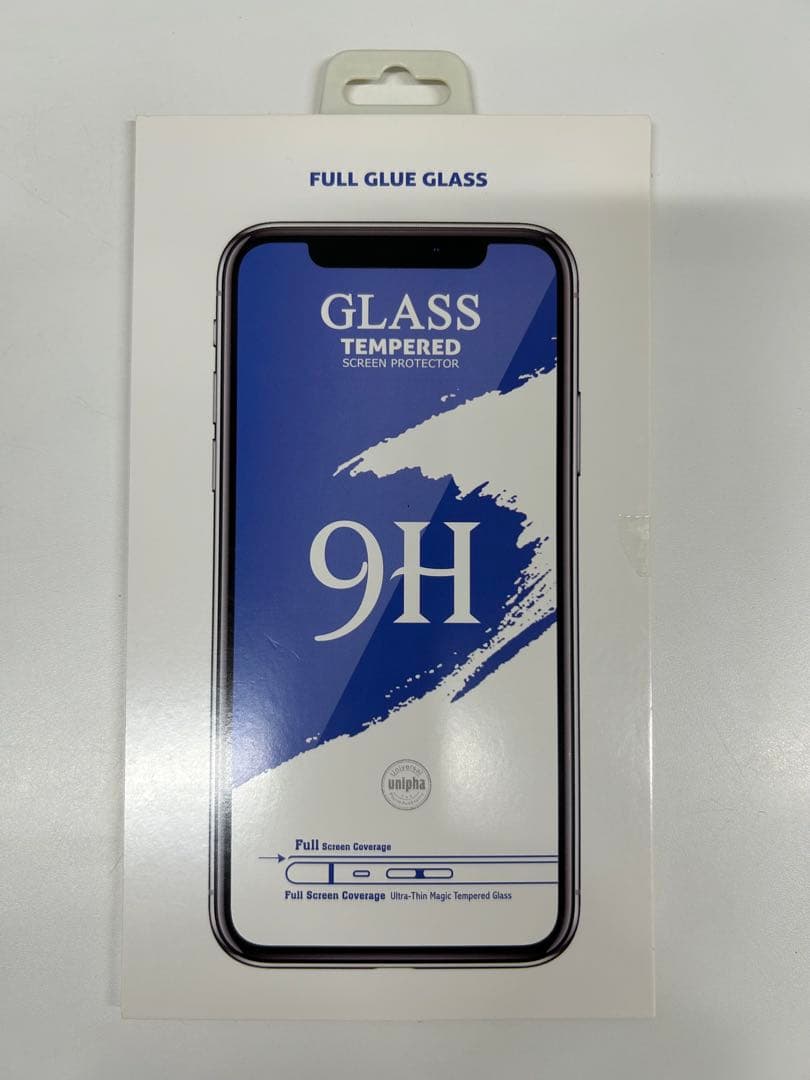 FULL GLUE GLASS
GLASS
TEMPERED
SCREEN PROTECTOR
9H
Universal
unipha
Full Screen Coverage
Full Screen Coverage Ultra-Thin Magic Tempered Glass